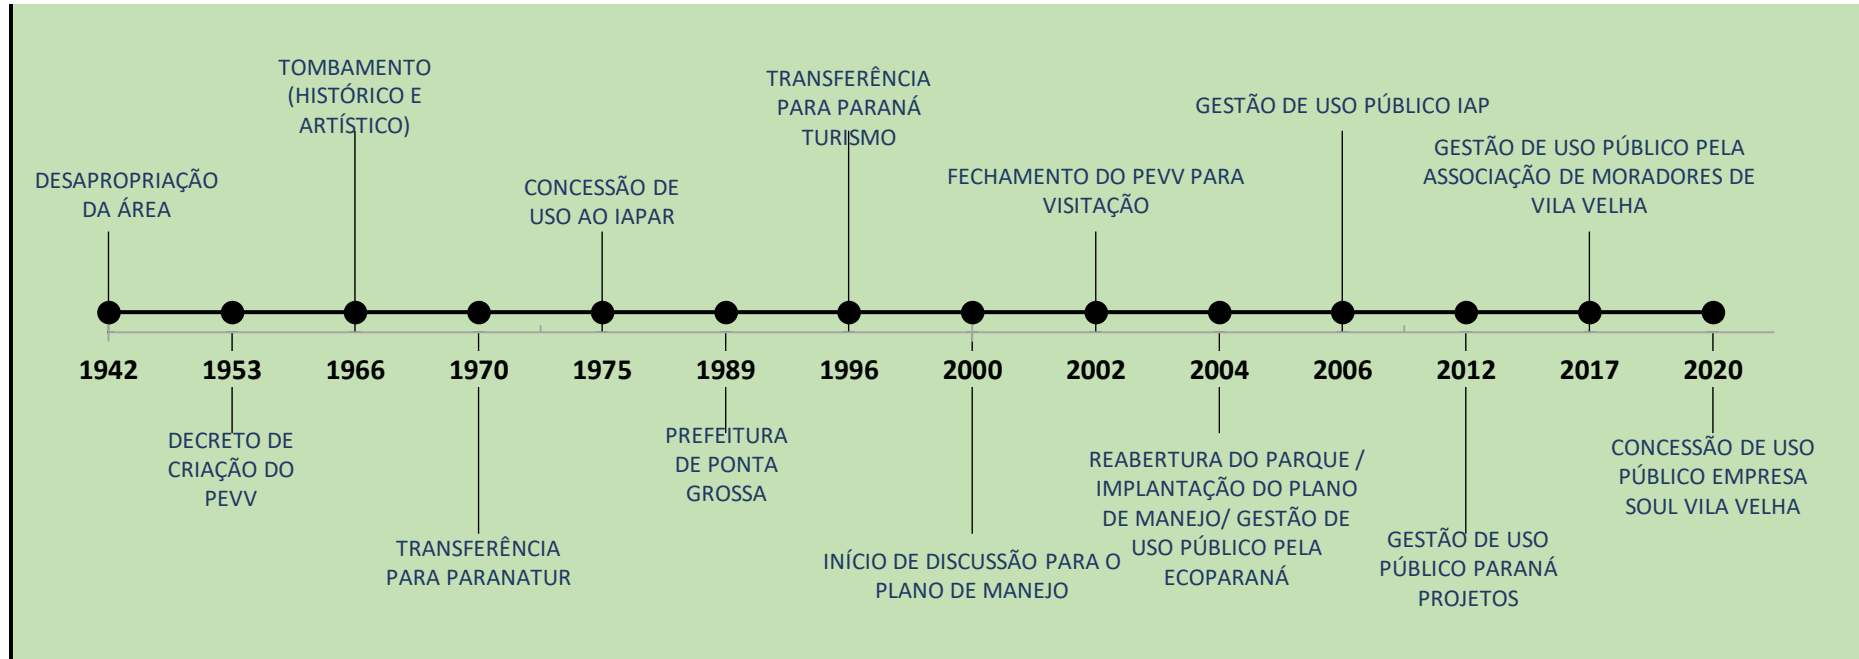 TOMBAMENTO
(HISTÓRICO E
ARTÍSTICO)
TRANSFERÊNCIA
PARA PARANÁ
TURISMO
GESTÃO DE USO PÚBLICO IAP
DESAPROPRIAÇÃO
DA ÁREA
CONCESSÃO DE
USO AO IAPAR
FECHAMENTO DO PEVV PARA
VISITAÇÃO
GESTÃO DE USO PÚBLICO PELA
ASSOCIAÇÃO DE MORADORES DE
VILA VELHA
1942 1953 1966 1970 1975 1989 1996 2000 2002 2004 2006 2012 2017 2020
DECRETO DE
CRIAÇÃO DO
PEVV
TRANSFERÊNCIA
PARA PARANATUR
PREFEITURA
DE PONTA
GROSSA
INÍCIO DE DISCUSSÃO PARA O
PLANO DE MANEJO
REABERTURA DO PARQUE /
IMPLANTAÇÃO DO PLANO
DE MANEJO/ GESTÃO DE
USO PÚBLICO PELA
ECOPARANÁ
GESTÃO DE USO
PÚBLICO PARANÁ
PROJETOS
CONCESSÃO DE USO
PÚBLICO EMPRESA
SOUL VILA VELHA